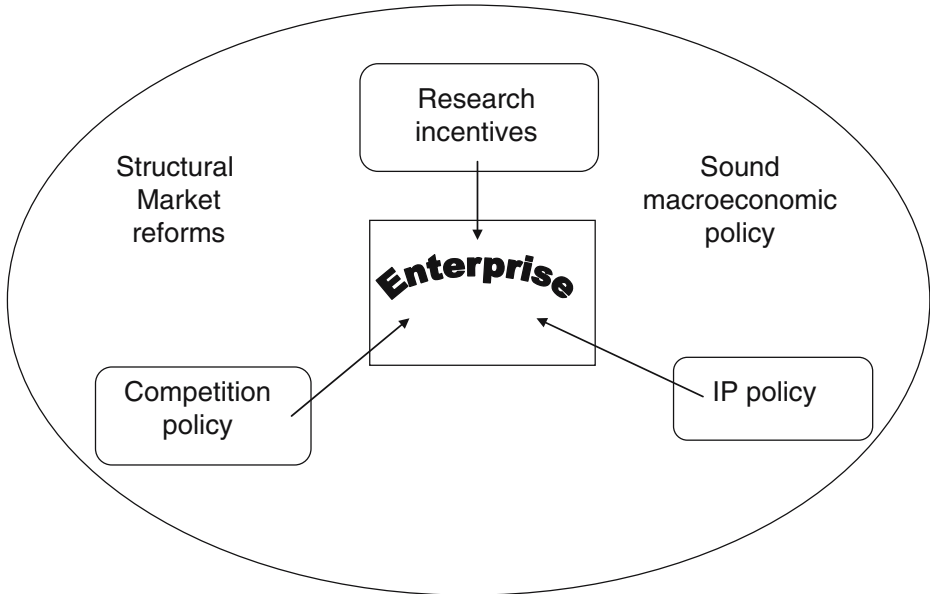 Research
incentives
Structural
Market
reforms
Sound
macroeconomic
policy
Enterprise
Competition
policy
IP policy